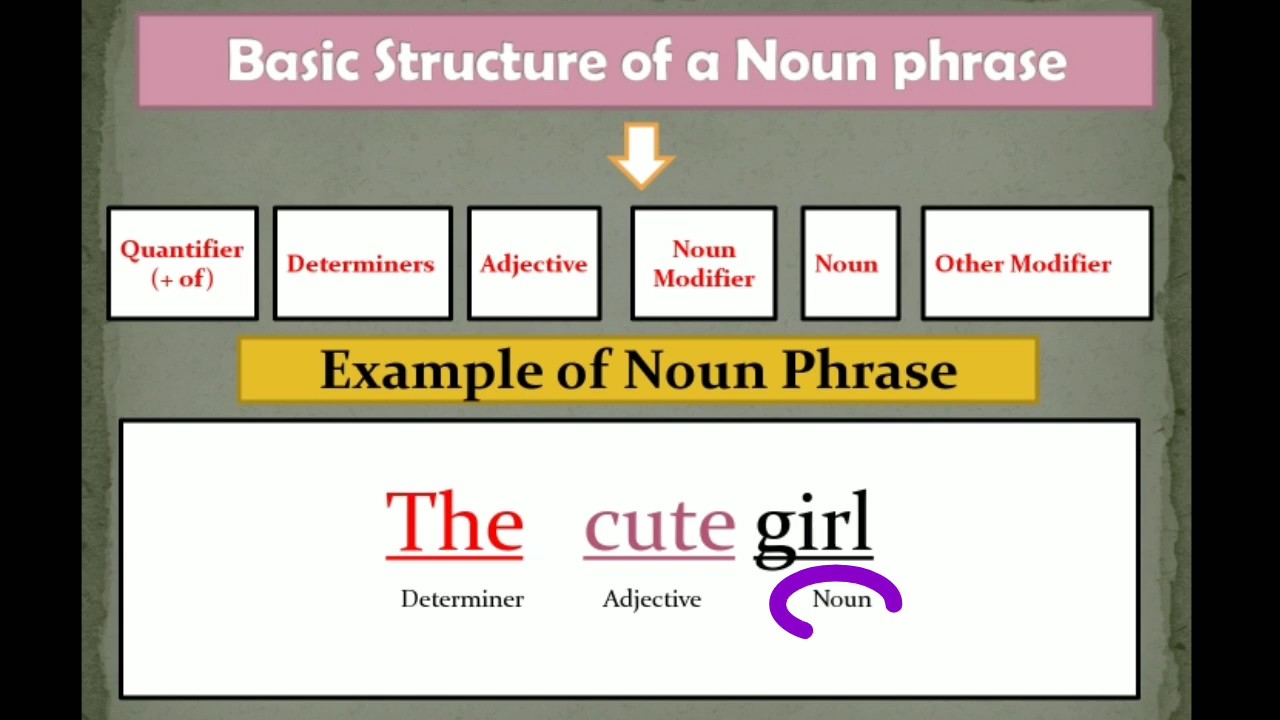 Basic Structure of a Noun phrase
Quantifier
(+ of)
Determiners
Adjective
Noun
Modifier
Noun
Other Modifier
Example of Noun Phrase
The cute girl
Determiner Adjective Noun